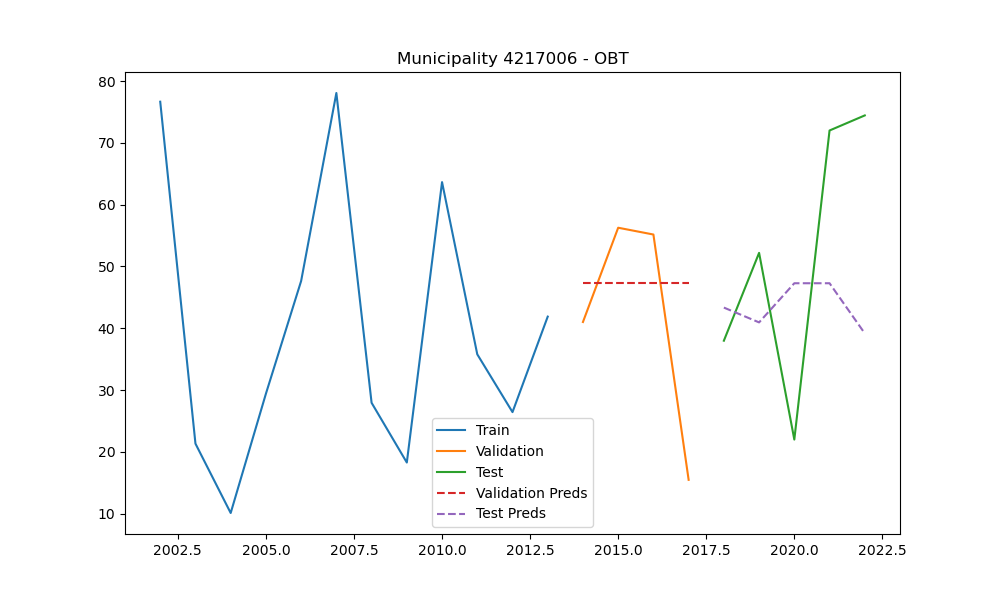 Municipality 4217006 - OBT
80
70
60
50
40
30
20
10
Train
Validation
Test
Validation Preds
Test Preds
2002.5 2005.0 2007.5 2010.0 2012.5 2015.0 2017.5 2020.0 2022.5